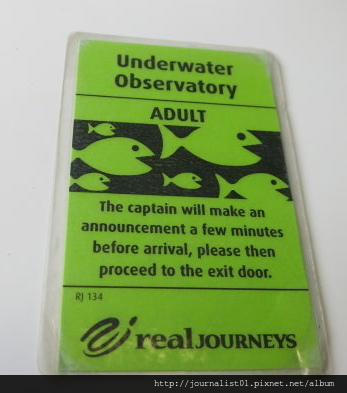 Underwater
Observatory
ADULT
The captain will make an
announcement a few minutes
before arrival, please then
proceed to the exit door.
RJ 134
realJOURNEYS
http://journalist01.pixnet.net/album